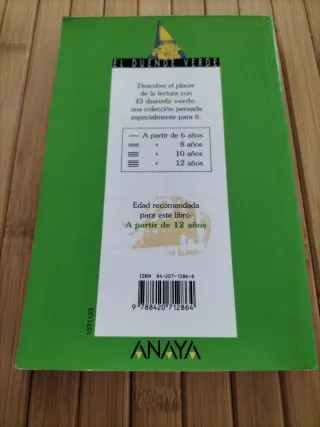 EL DUENDE VERDE
Descubre el placer
de la lectura con
El duende verde
una colección pensada
especialmente para ti.
A partir de 6 años
" 8 años
" 10 años
" 12 años
Edad recomendada
para este libro:
A partir de 12 años
ISBN 84-207-1286-8
9 788420 712864
1571123
ANAYA